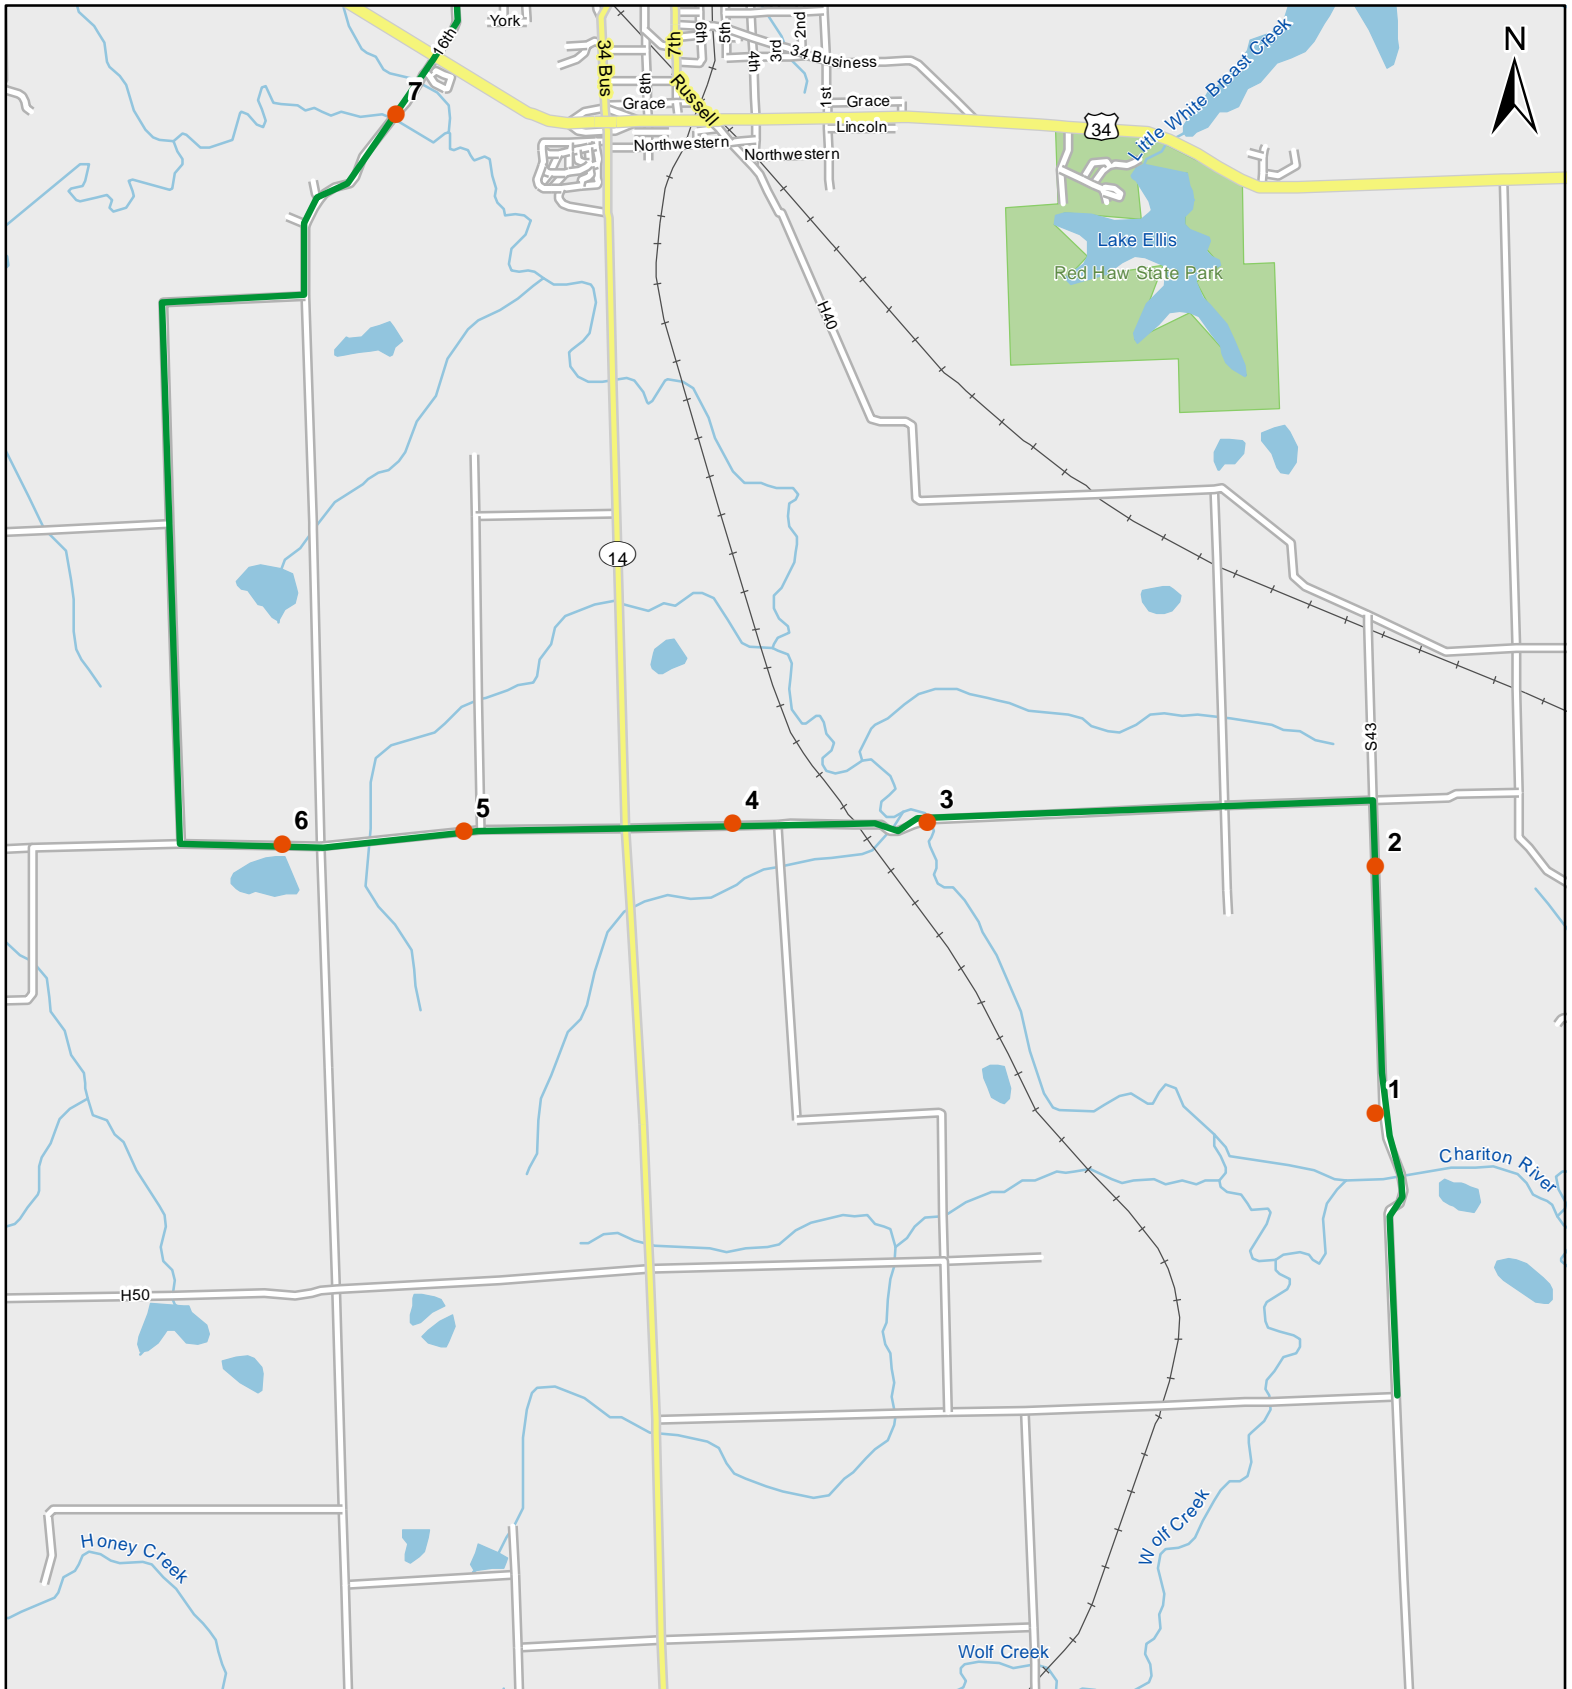 York
16th
34 Bus
7th
6th
5th
4th
3rd
2nd
34 Business
8th
1st
Russell
Grace
Grace
Lincoln
Northwestern
Northwestern
34
Little White Breast Creek
N
7
Lake Ellis
Red Haw State Park
H40
14
S43
6
5
4
3
2
1
Chariton River
H50
Honey Creek
Wolf Creek
Wolf Creek